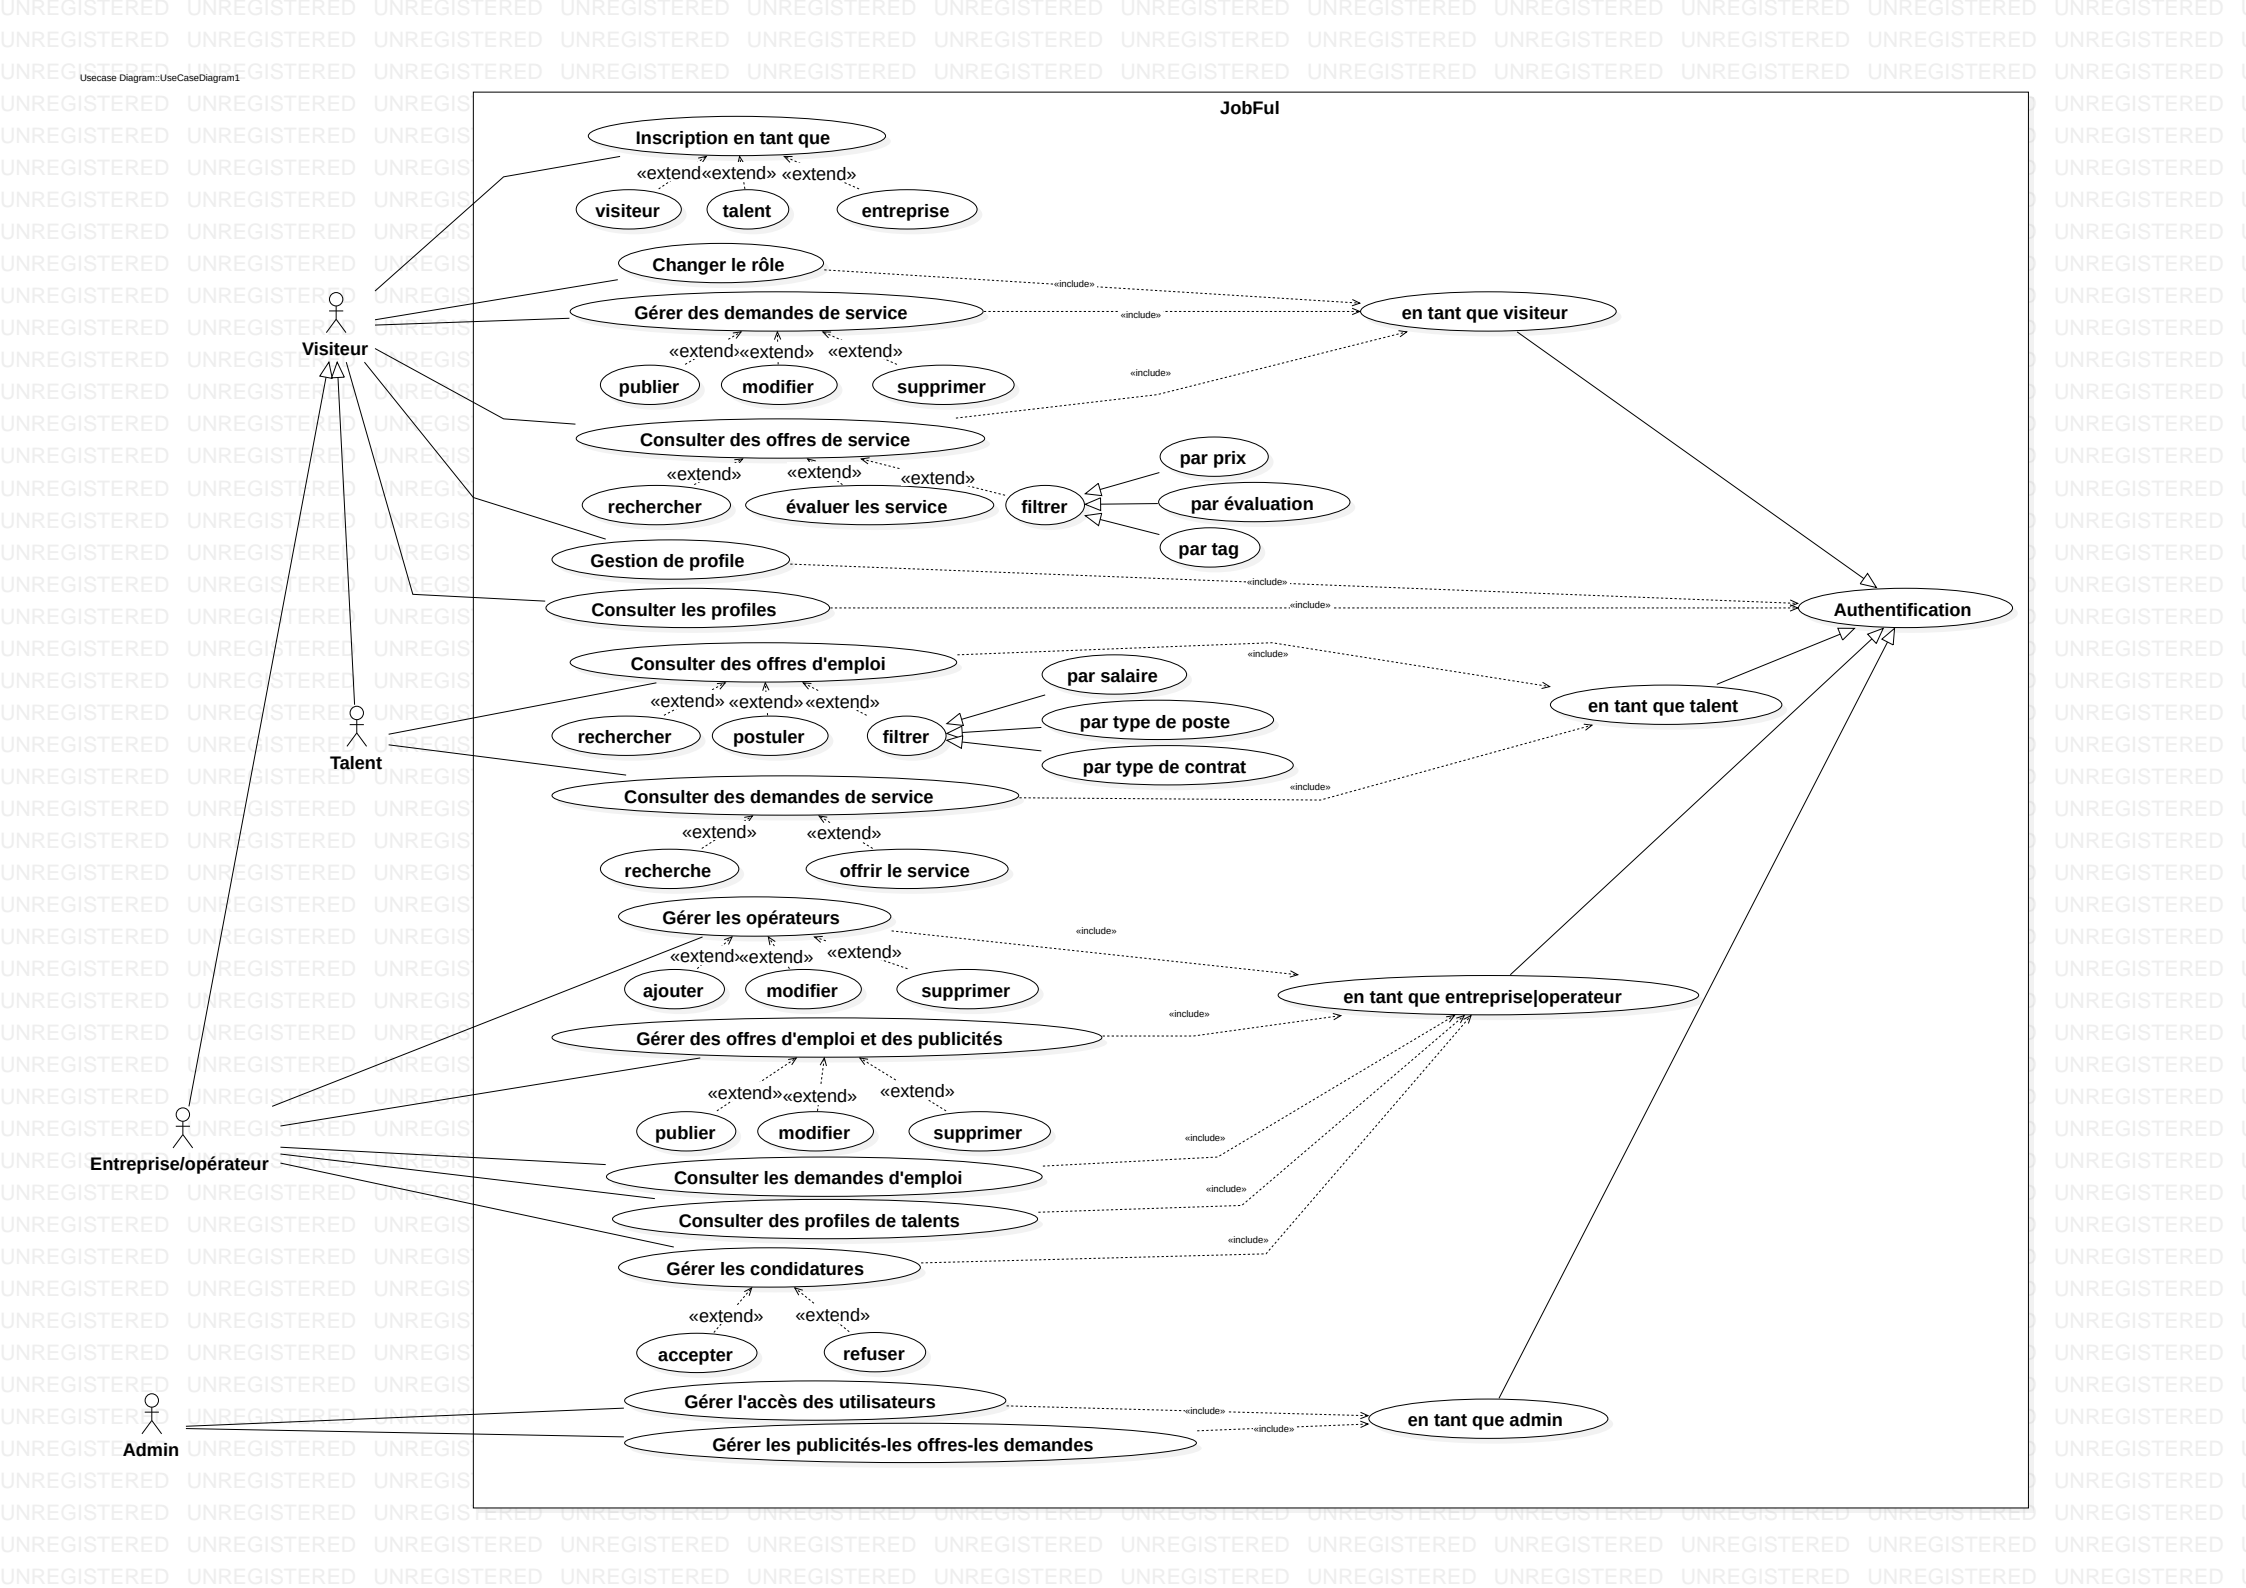 Usecase Diagram::UseCaseDiagram1
JobFul
Inscription en tant que
«extend»
«extend»
«extend»
visiteur
talent
entreprise
Changer le rôle
«include»
Visiteur
Gérer des demandes de service
«include»
en tant que visiteur
«extend»
«extend»
«extend»
publier
modifier
supprimer
«include»
Consulter des offres de service
«extend»
«extend»
«extend»
rechercher
évaluer les service
filtrer
par prix
par évaluation
par tag
Gestion de profile
«include»
Consulter les profiles
«include»
Authentification
Talent
Consulter des offres d'emploi
«include»
en tant que talent
«extend»
«extend»
«extend»
rechercher
postuler
filtrer
par salaire
par type de poste
par type de contrat
Consulter des demandes de service
«include»
«extend»
«extend»
recherche
offrir le service
Gérer les opérateurs
«include»
«extend»
«extend»
«extend»
ajouter
modifier
supprimer
en tant que entreprise|operateur
Gérer des offres d'emploi et des publicités
«include»
«extend»
«extend»
«extend»
publier
modifier
supprimer
Entreprise/opérateur
Consulter les demandes d'emploi
«include»
Consulter des profiles de talents
«include»
Gérer les condidatures
«include»
«extend»
«extend»
accepter
refuser
Admin
Gérer l'accès des utilisateurs
«include»
en tant que admin
Gérer les publicités-les offres-les demandes
«include»
UNREGISTERED